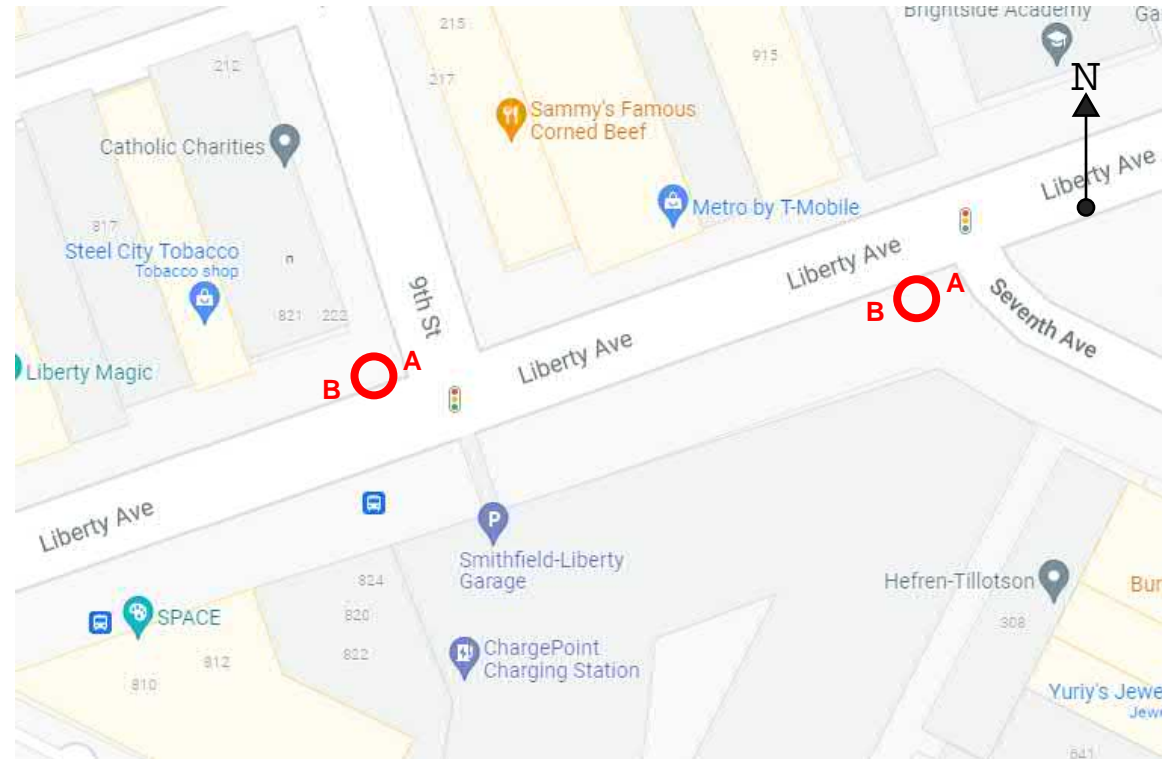 215
Brightside Academy
Ga
212
217
915
N
Sammy's Famous
Corned Beef
Catholic Charities
Liberty Ave
Metro by T-Mobile
817
Steel City Tobacco
Tobacco shop
n
Liberty Ave
A
B
Seventh Ave
9th St
821
222
Liberty Ave
A
B
Liberty Magic
Liberty Ave
P
Smithfield-Liberty
Garage
824
820
822
Hefren-Tillotson
308
Bur
SPACE
812
810
ChargePoint
Charging Station
Yuriy's Jewe
Jewe
641